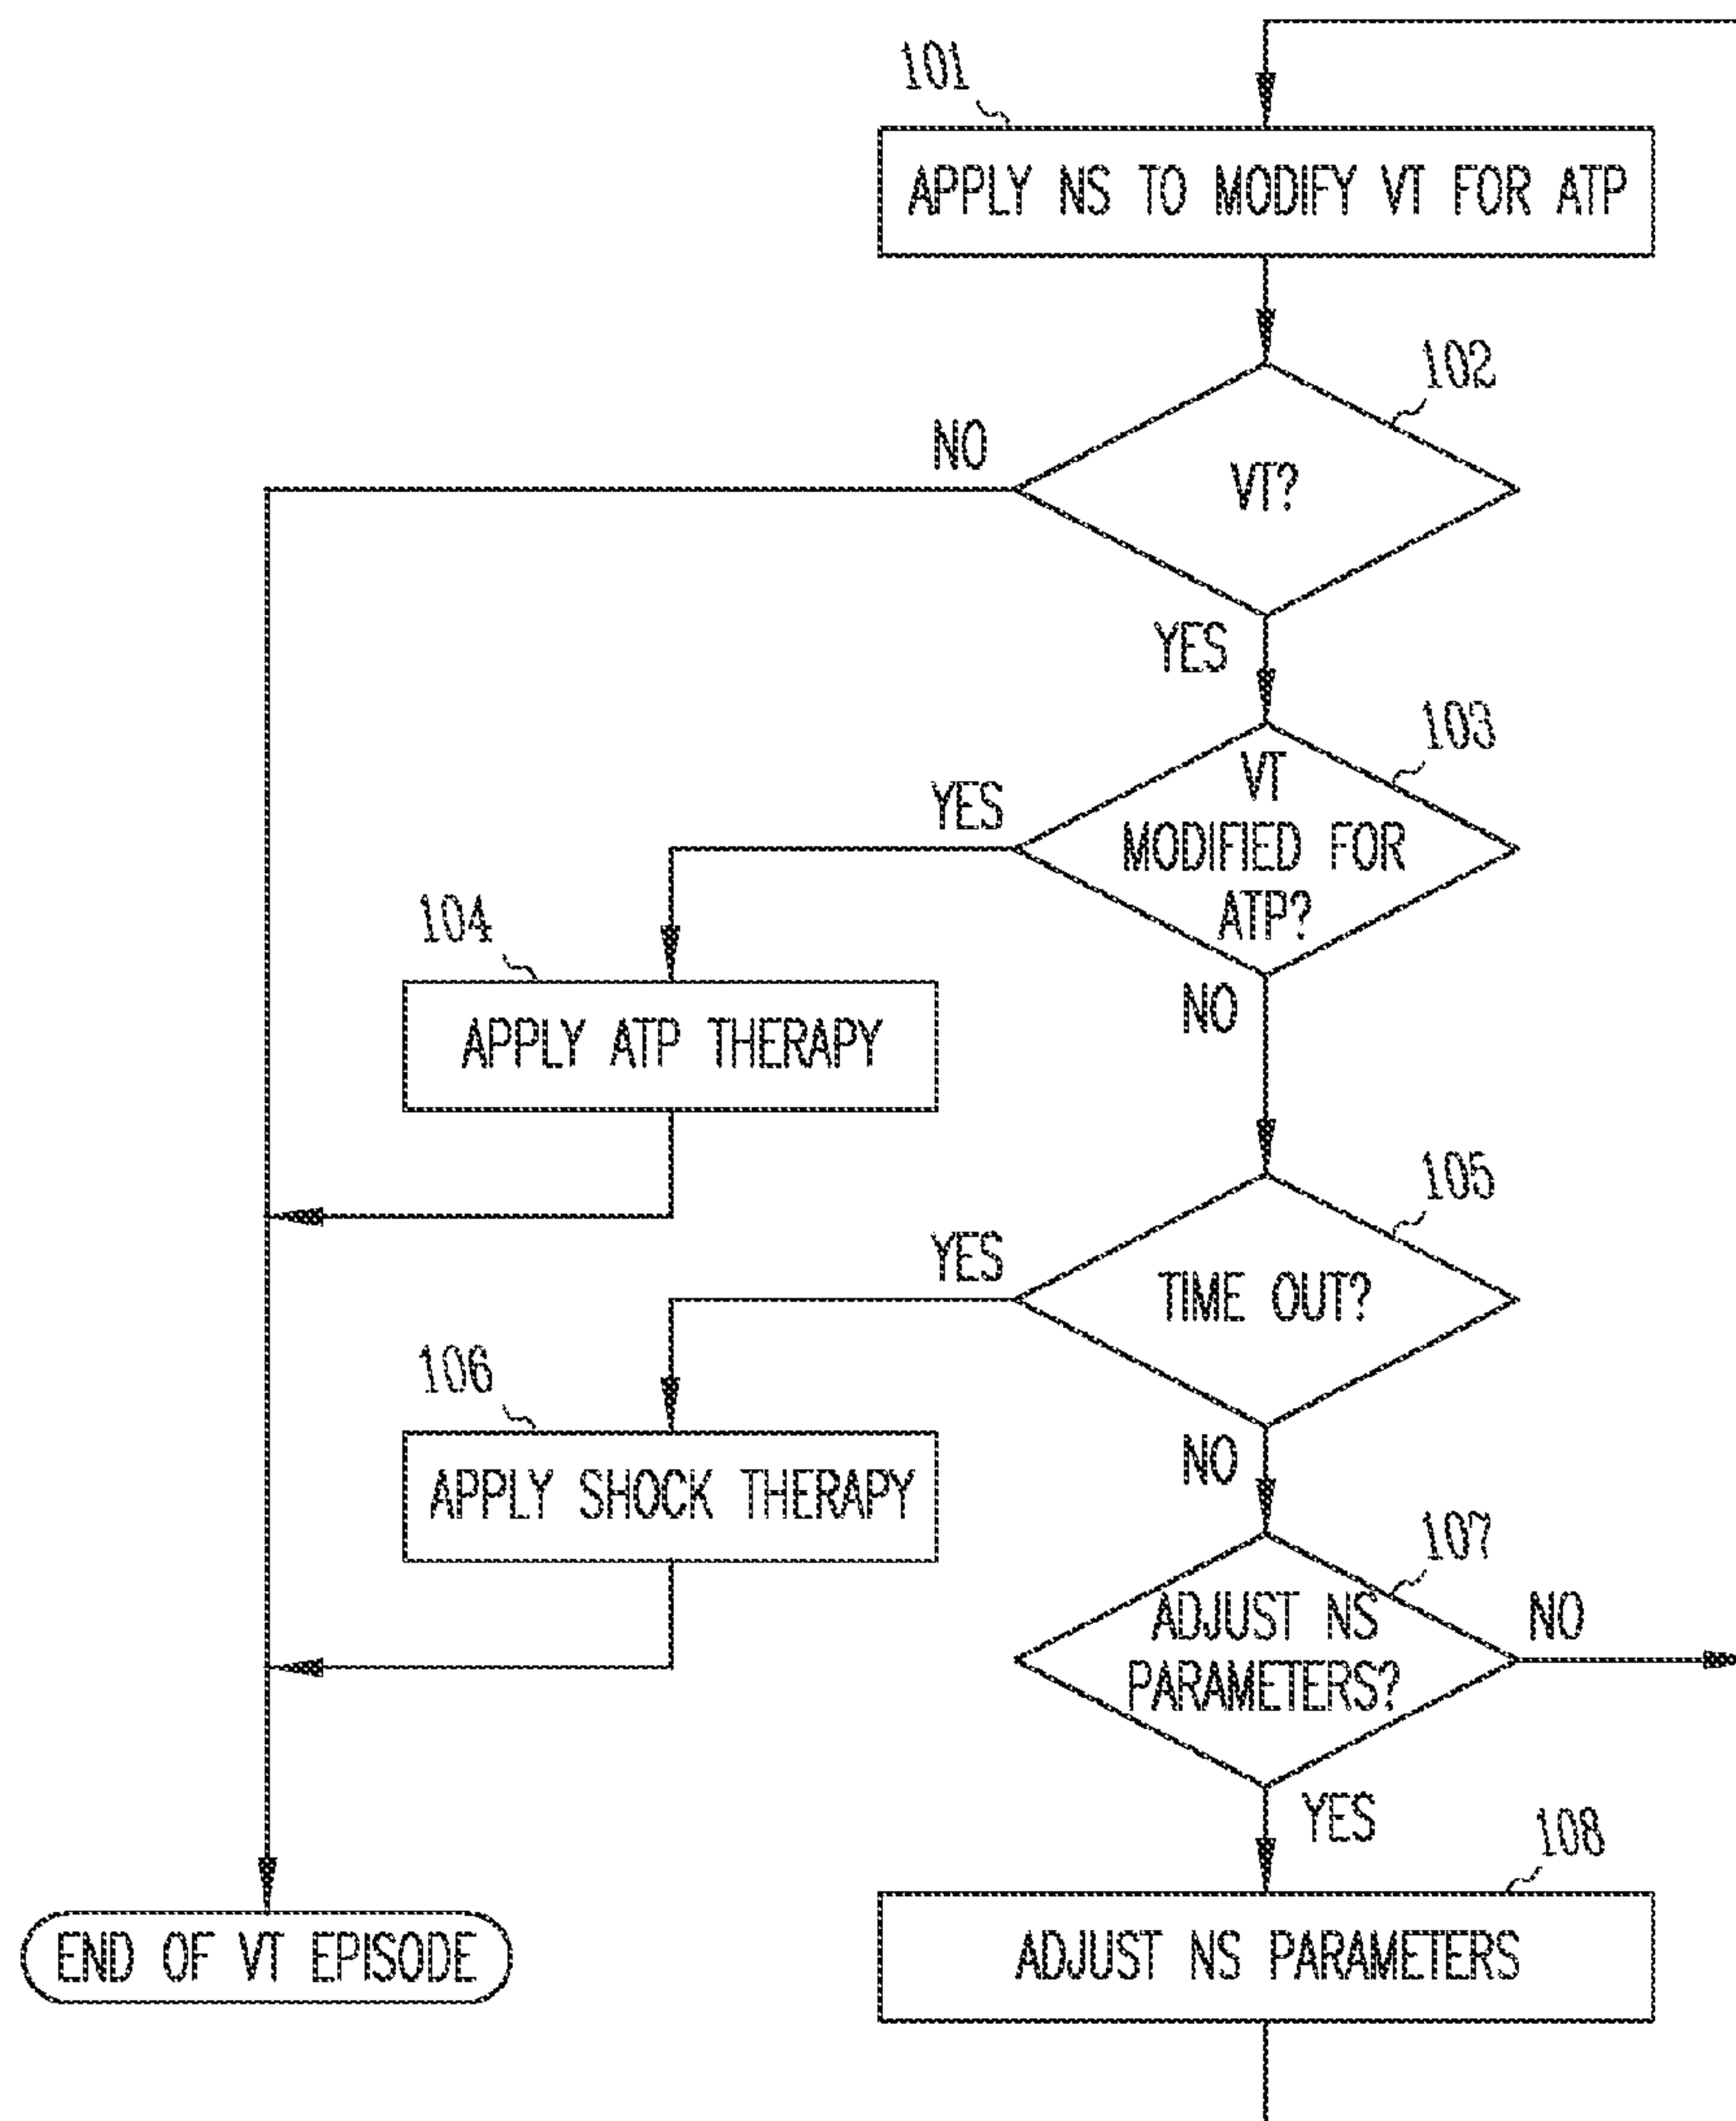 101
APPLY NS TO MODIFY VT FOR ATP
102
NO
VT?
YES
103
YES
VT
MODIFIED FOR
ATP?
104
NO
APPLY ATP THERAPY
105
YES
TIME OUT?
106
NO
APPLY SHOCK THERAPY
107
ADJUST NS
PARAMETERS?
NO
YES
108
END OF VT EPISODE
ADJUST NS PARAMETERS